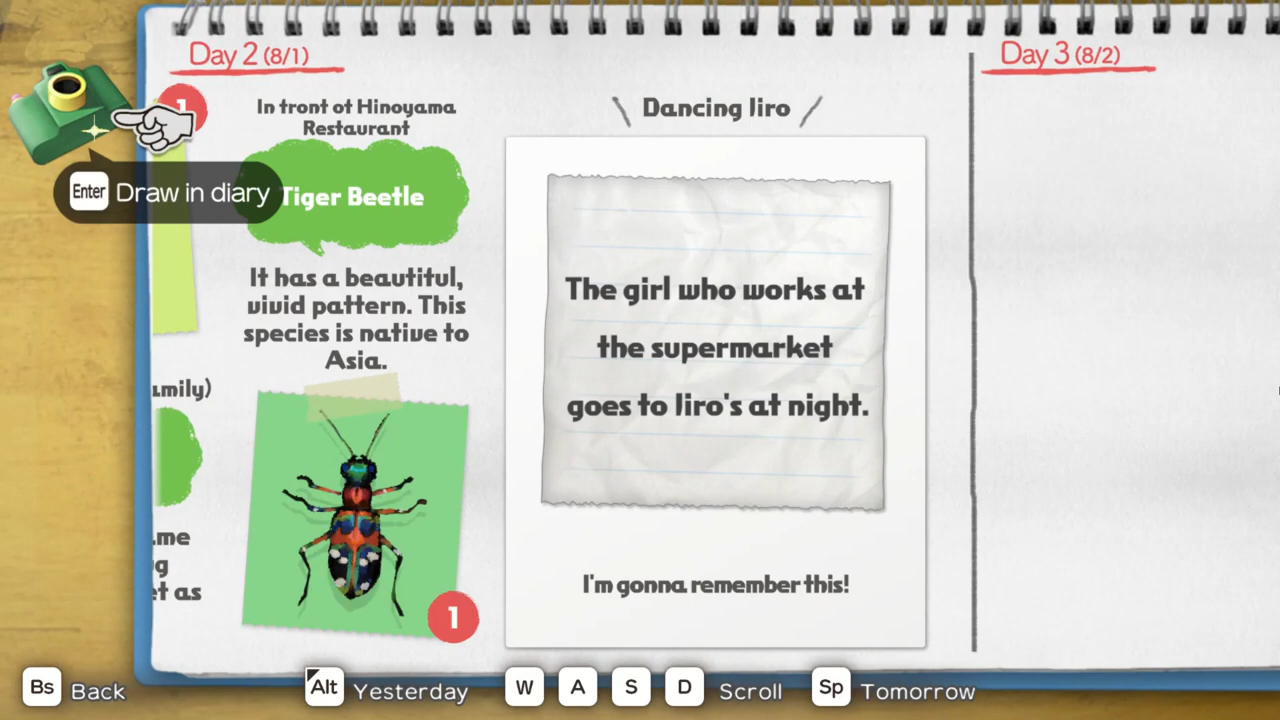 Day 2 (8/1)
Day 3 (8/2)
1
In front of Hinoyama
Restaurant
Tiger Beetle
Enter Draw in diary
It has a beautiful,
vivid pattern. This
species is native to
Asia.
1
Dancing Iiro
The girl who works at
the supermarket
goes to Iiro's at night.
I'm gonna remember this!
Bs Back
Alt Yesterday
W A S D Scroll
Sp Tomorrow